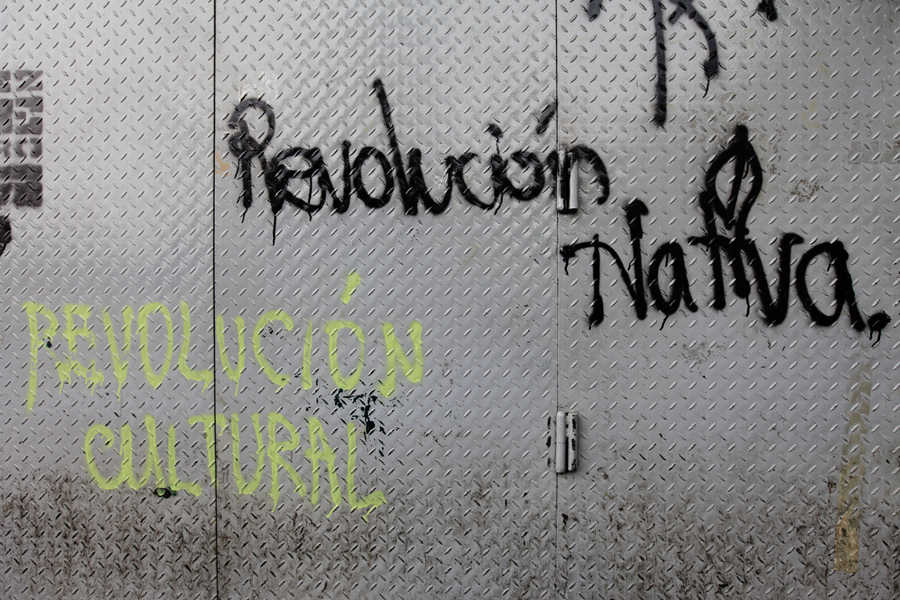 Revolución
Nativa.
REVOLUCIÓN
CULTURAL